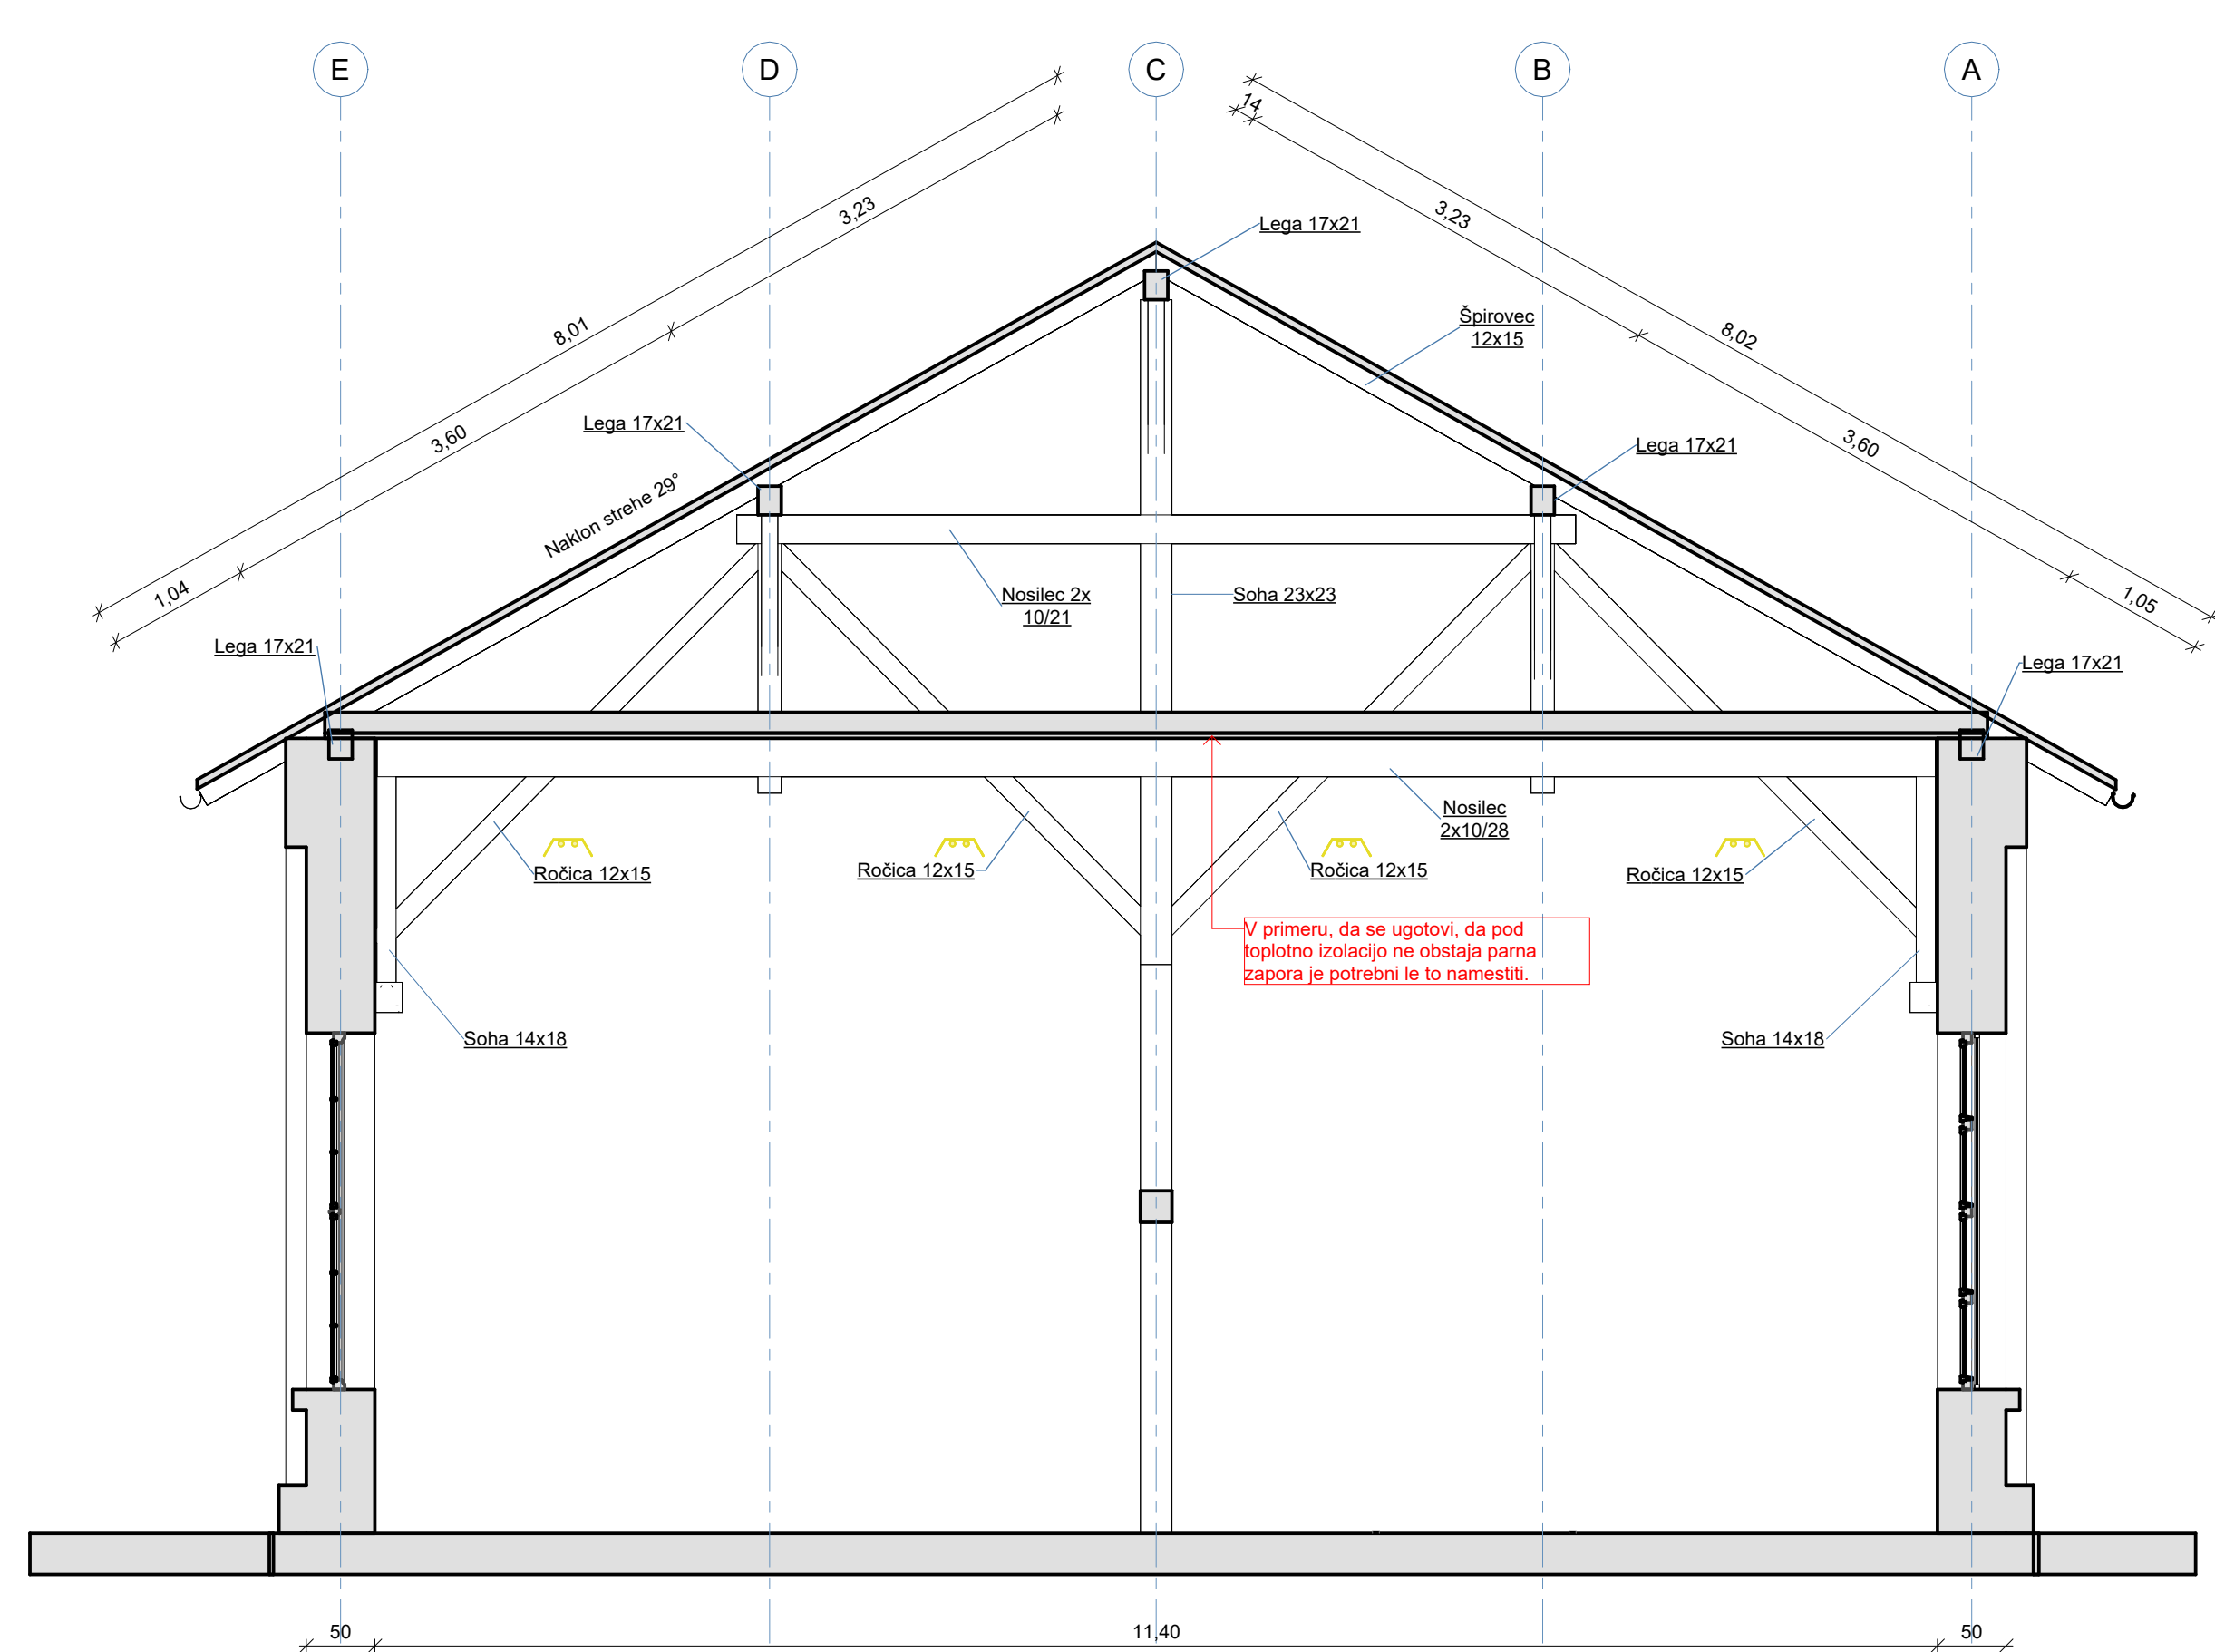 E
D
C
B
A
14
3,23
3,23
Lega 17x21
8,01
Špirovec
12x15
8,02
3,60
Lega 17x21
Lega 17x21
3,60
Naklon strehe 29°
1,04
Nosilec 2x
10/21
Soha 23x23
1,05
Lega 17x21
Lega 17x21
Nosilec
2x10/28
Ročica 12x15
Ročica 12x15
Ročica 12x15
Ročica 12x15
V primeru, da se ugotovi, da pod
toplotno izolacijo ne obstaja parna
zapora je potrebni le to namestiti.
Soha 14x18
Soha 14x18
50
11,40
50